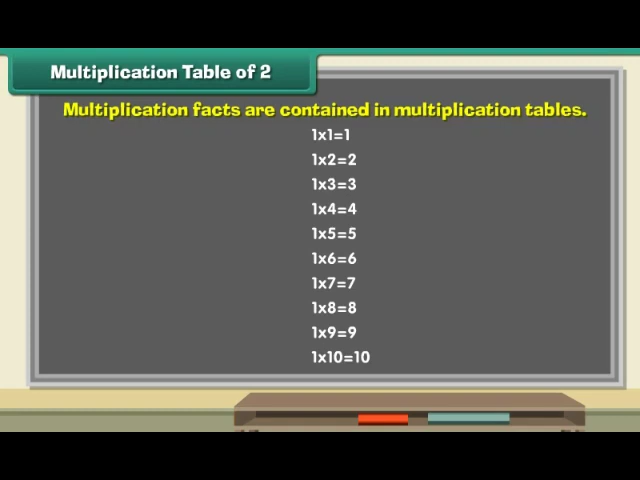 Multiplication Table of 2
Multiplication facts are contained in multiplication tables.
1x1=1
1x2=2
1x3=3
1x4=4
1x5=5
1x6=6
1x7=7
1x8=8
1x9=9
1x10=10